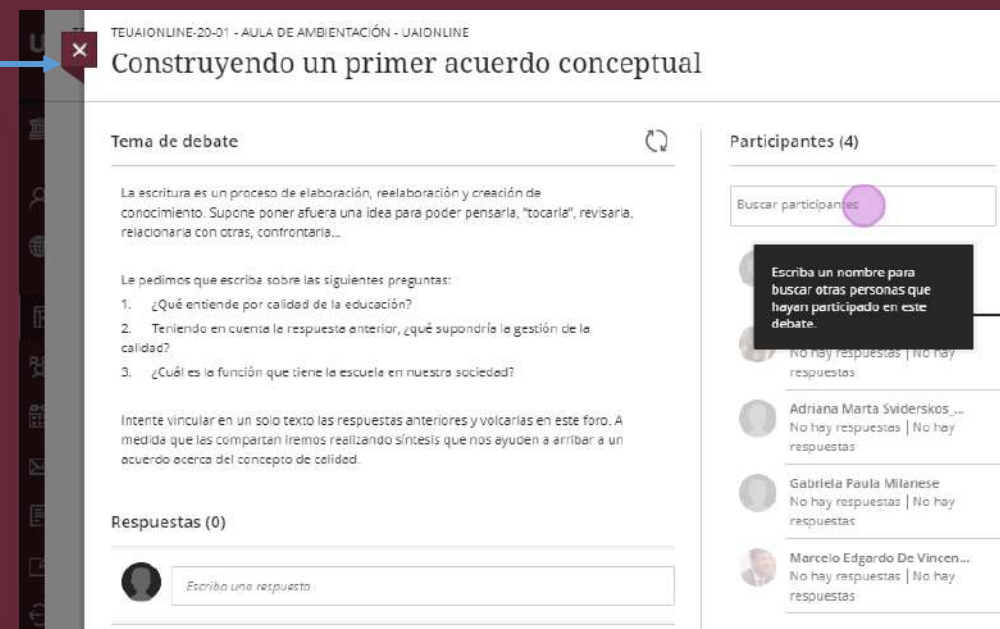 TEUAIONLINE-20-01 - AULA DE AMBIENTACIÓN - UAIONLINE
Construyendo un primer acuerdo conceptual
Tema de debate
La escritura es un proceso de elaboración, reelaboración y creación de
conocimiento. Supone poner afuera una idea para poder pensarla, "tocarla", revisarla,
relacionarla con otras, confrontarla...
Le pedimos que escriba sobre las siguientes preguntas:
1. ¿Qué entiende por calidad de la educación?
2. Teniendo en cuenta la respuesta anterior, ¿qué supondría la gestión de la
calidad?
3. ¿Cuál es la función que tiene la escuela en nuestra sociedad?
Intente vincular en un solo texto las respuestas anteriores y volcarlas en este foro. A
medida que las compartan iremos realizando síntesis que nos ayuden a arribar a un
acuerdo acerca del concepto de calidad.
Respuestas (0)
Escriba una respuesta
Participantes (4)
Buscar participantes
Escriba un nombre para
buscar otras personas que
hayan participado en este
debate.
No hay respuestas | No hay
respuestas
Adriana Marta Sviderskos_...
No hay respuestas | No hay
respuestas
Gabriela Paula Milanese
No hay respuestas | No hay
respuestas
Marcelo Edgardo De Vincen...
No hay respuestas | No hay
respuestas